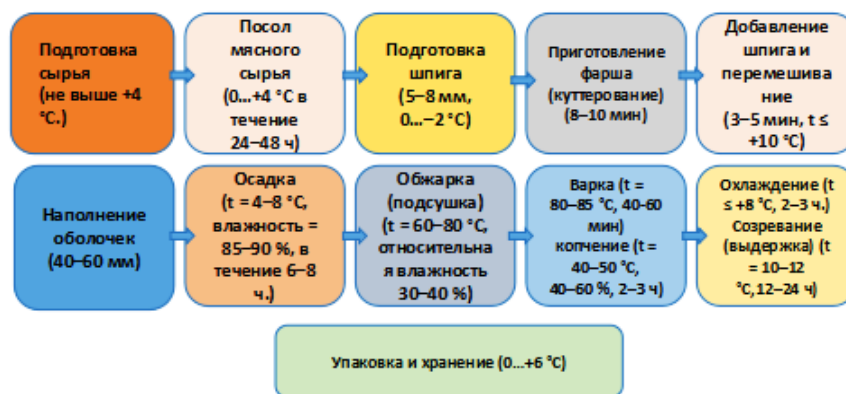 Подготовка
сырья
(не выше +4
°С.)
Посол
мясного
сырья
(0...+4 °С в
течение
24–48 ч)
Подготовка
шпига
(5–8 мм,
0...–2 °С)
Приготовление
фарша
(куттерование)
(8–10 мин)
Добавление
шпига и
перемешива
ние
(3–5 мин, t ≤
+10 °С)
Наполнение
оболочек
(40–60 мм)
Осадка
(t = 4–8 °С,
влажность =
85–90 %, в
течение 6–8
ч.)
Обжарка
(подсушка)
(t = 60–80 °С,
относительна
я влажность
30–40 %)
Варка (t =
80–85 °С, 40-60
мин)
копчение (t =
40–50 °С,
40–60 %, 2–3 ч)
Охлаждение (t
≤ +8 °С, 2–3 ч.)
Созревание
(выдержка) (t
= 10–12
°С,12–24 ч)
Упаковка и хранение (0...+6 °С)